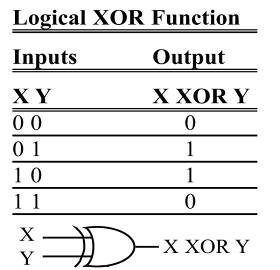 Logical XOR Function
Inputs Output
X Y X XOR Y
0 0 0
0 1 1
1 0 1
1 1 0
X
Y X XOR Y